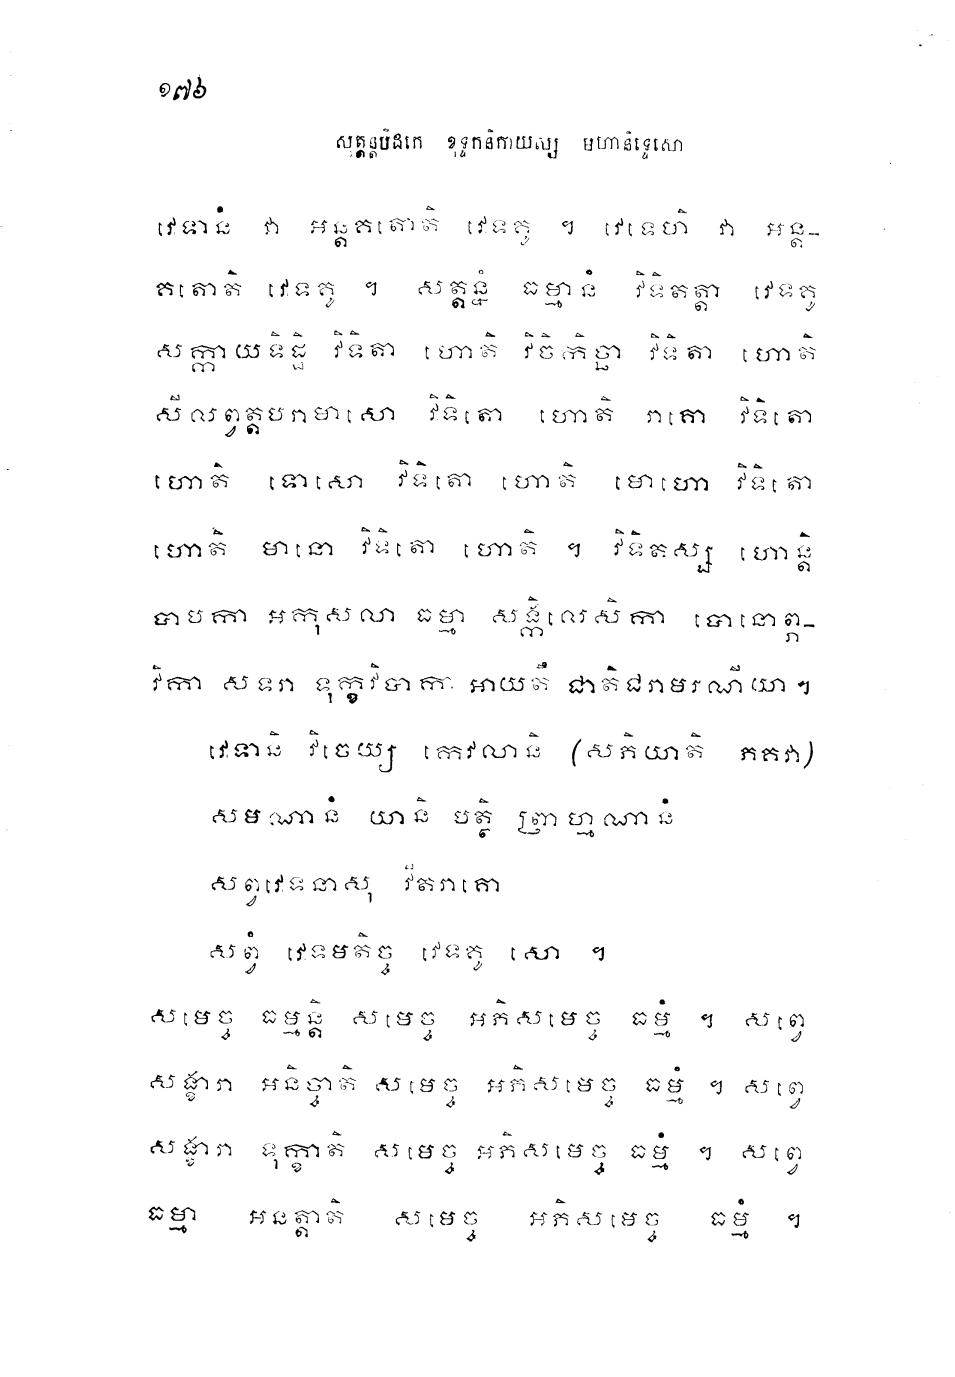 ១៧៦
សុត្តន្តបិដកេ ខុទ្ទកនិកាយស្ស មហានិទ្ទេសោ
វេទានំ វា អន្តគតោតិ វេទគូ ។ វេទេហិ វា អន្ត-
គតោតិ វេទគូ ។ សត្តន្នំ ធម្មានំ វិទិតត្តា វេទគូ
សក្កាយទិដ្ឋិ វិទិតា ហោតិ វិចិកិច្ឆា វិទិតា ហោតិ
សីលព្វត្តបរាមាសោ វិទិតោ ហោតិ រាគោ វិទិតោ
ហោតិ ទោសោ វិទិតោ ហោតិ មោហោ វិទិតោ
ហោតិ មានោ វិទិតោ ហោតិ ។ វិទិតស្ស ហោន្តិ
បាបកា អកុសលា ធម្មា សង្កិលេសិកា បោនោព្ភ-
វិកា សទរា ទុក្ខវិបាកា អាយតឹ ជាតិជរាមរណីយា ។
វេទានិ វិចេយ្យ កេវលានិ (សភិយាតិ ភគវា)
សមណានំ យានិ បត្ថិ ព្រាហ្មណានំ
សព្វវេទនាសុ វីតរាគោ
សព្វំ វេទមតិច្ច វេទគូ សោ ។
សមេច្ច ធម្មន្តិ សមេច្ច អភិសមេច្ច ធម្មំ ។ សព្វេ
សង្ខារា អនិច្ចាតិ សមេច្ច អភិសមេច្ច ធម្មំ ។ សព្វេ
សង្ខារា ទុក្ខាតិ សមេច្ច អភិសមេច្ច ធម្មំ ។ សព្វេ
ធម្មា អនត្តាតិ សមេច្ច អភិសមេច្ច ធម្មំ ។